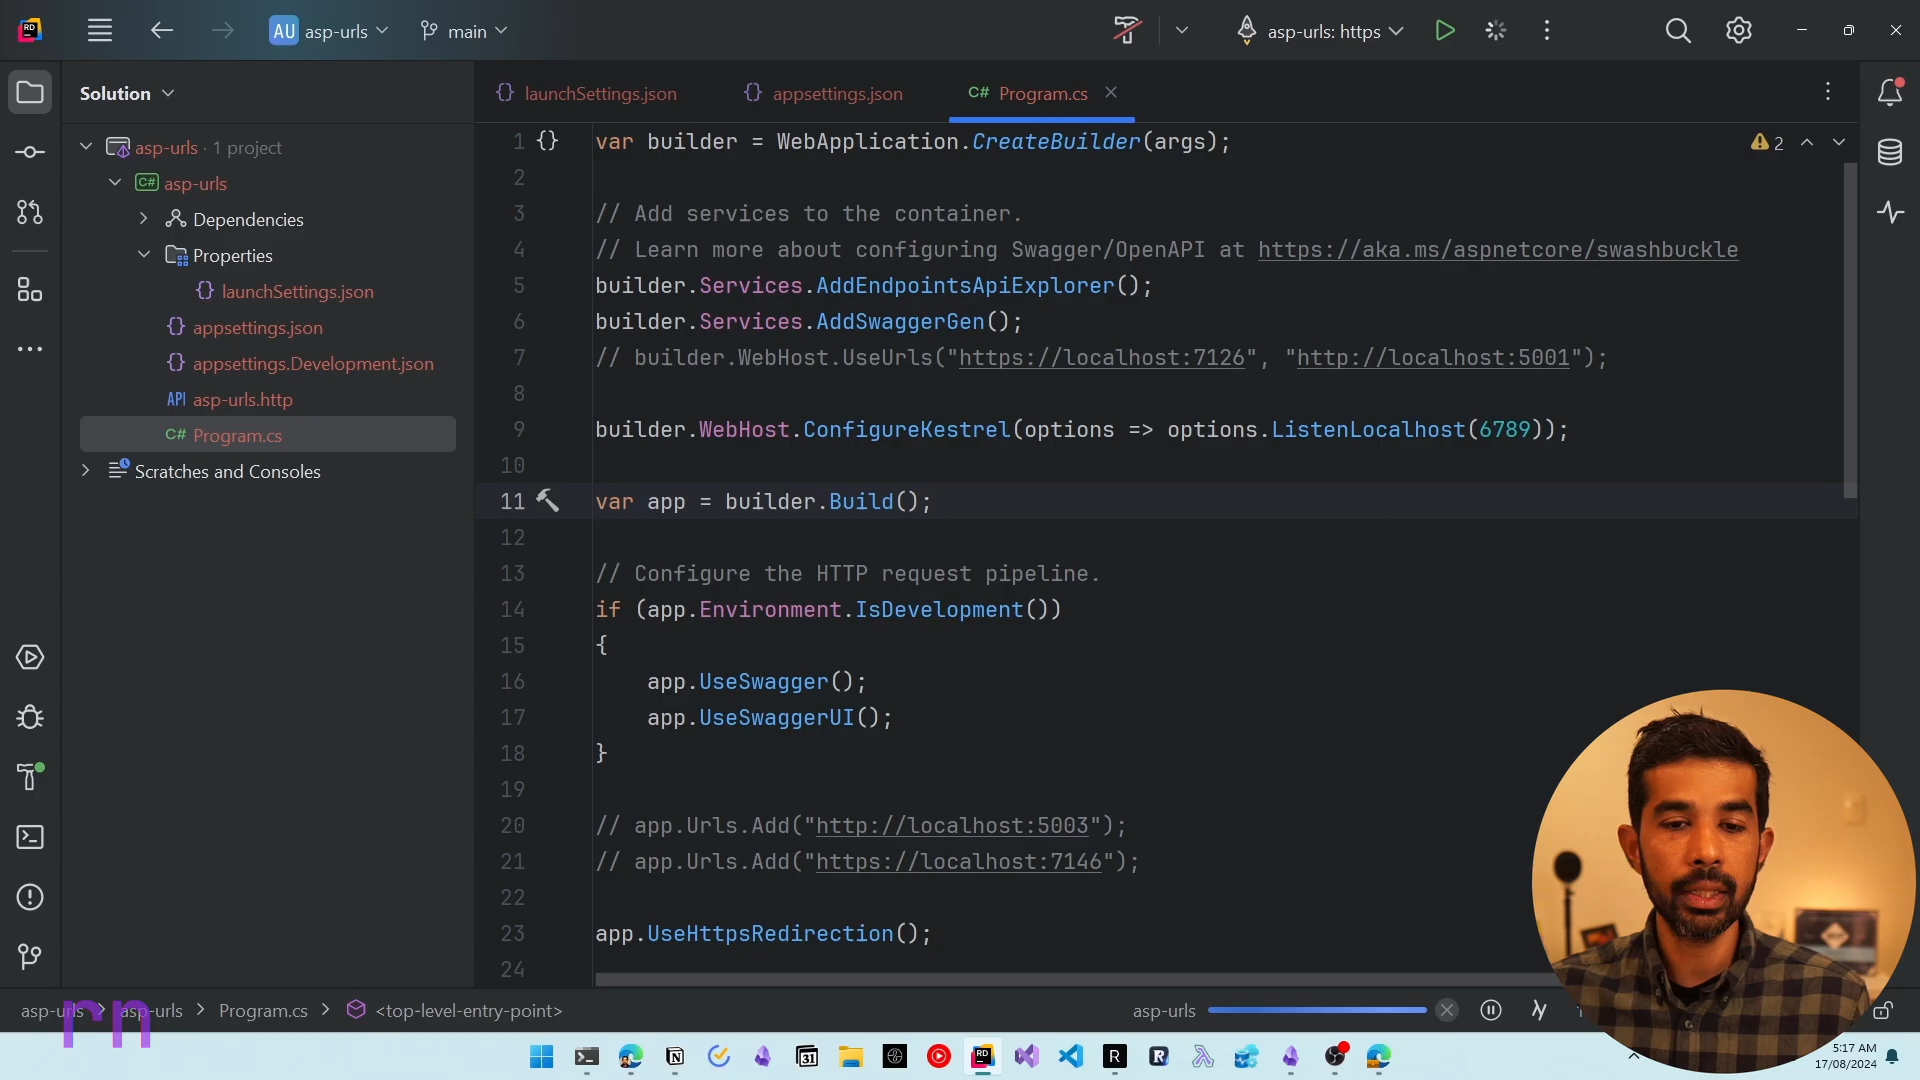 AU asp-urls main asp-urls: https
Solution
launchSettings.json appsettings.json C# Program.cs
asp-urls · 1 project
C# asp-urls
Dependencies
Properties
launchSettings.json
appsettings.json
appsettings.Development.json
API asp-urls.http
C# Program.cs
Scratches and Consoles
1 {} var builder = WebApplication.CreateBuilder(args); 2
2
3 // Add services to the container.
4 // Learn more about configuring Swagger/OpenAPI at https://aka.ms/aspnetcore/swashbuckle
5 builder.Services.AddEndpointsApiExplorer();
6 builder.Services.AddSwaggerGen();
7 // builder.WebHost.UseUrls("https://localhost:7126", "http://localhost:5001");
8
9 builder.WebHost.ConfigureKestrel(options => options.ListenLocalhost(6789));
10
11 var app = builder.Build();
12
13 // Configure the HTTP request pipeline.
14 if (app.Environment.IsDevelopment())
15 {
16 app.UseSwagger();
17 app.UseSwaggerUI();
18 }
19
20 // app.Urls.Add("http://localhost:5003");
21 // app.Urls.Add("https://localhost:7146");
22
23 app.UseHttpsRedirection();
24
asp-urls > asp-urls > Program.cs > <top-level-entry-point> asp-urls
rn
5:17 AM
17/08/2024